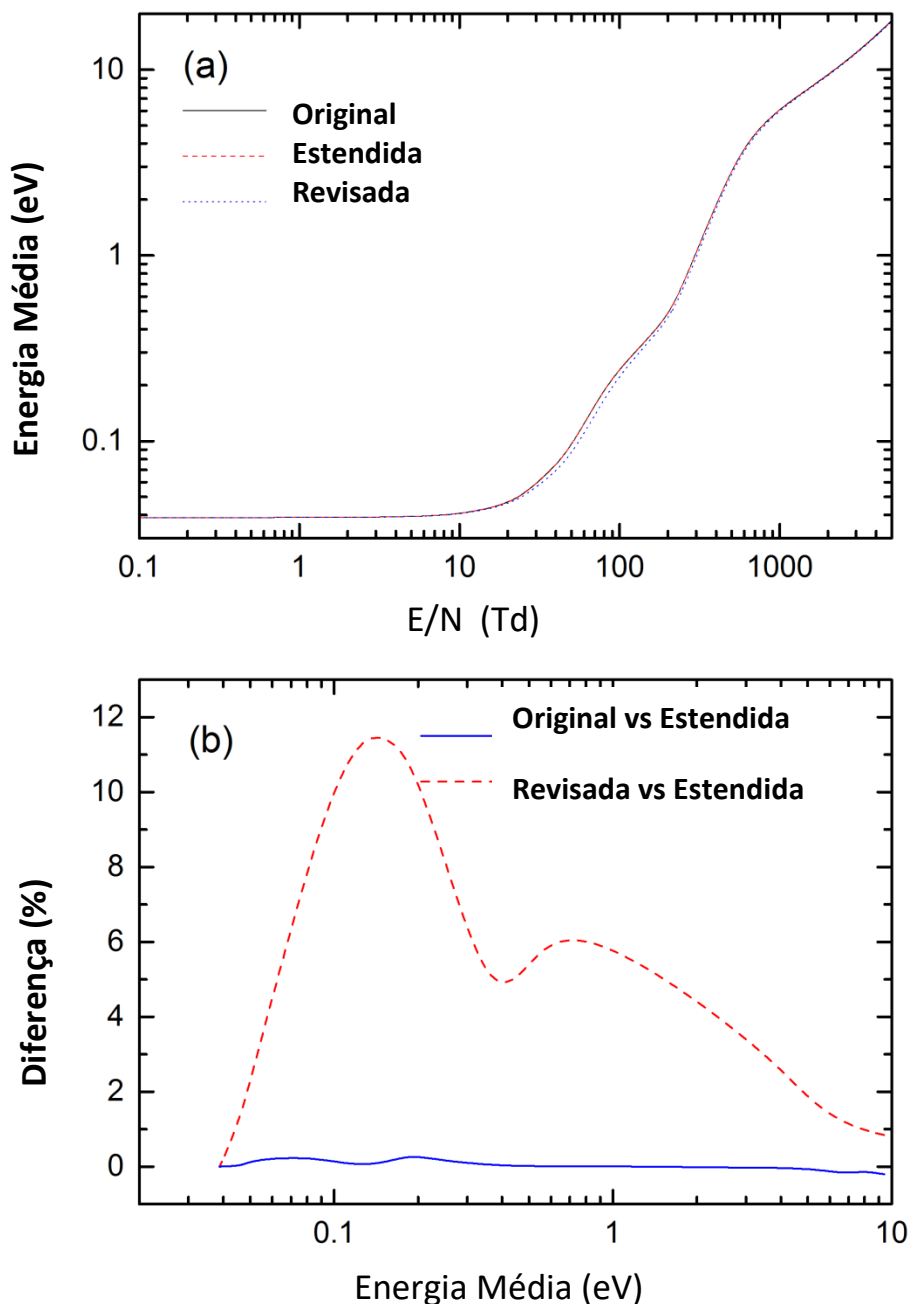 (a)
Original
Estendida
Revisada
10
1
0.1
Energia Média (eV)
0.1
1
10
100
1000
E/N (Td)
(b)
Original vs Estendida
Revisada vs Estendida
12
10
8
6
4
2
0
Diferença (%)
0.1
1
10
Energia Média (eV)